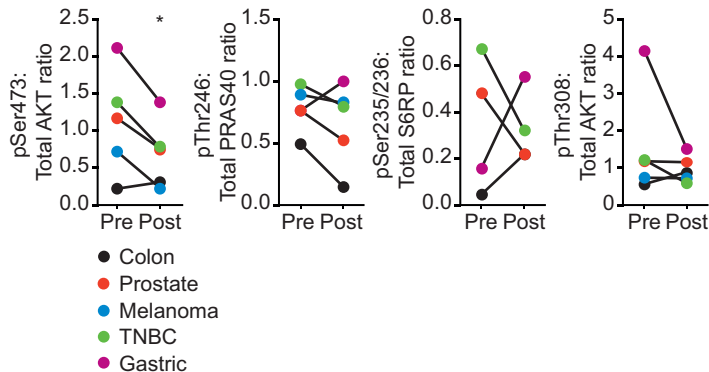 pSer473:
Total AKT ratio
2.5
2.0
1.5
1.0
0.5
0.0
*
Pre Post
pThr246:
Total PRAS40 ratio
1.5
1.0
0.5
0.0
Pre Post
pSer235/236:
Total S6RP ratio
0.8
0.6
0.4
0.2
0.0
Pre Post
pThr308:
Total AKT ratio
5
4
3
2
1
0
Pre Post
Colon
Prostate
Melanoma
TNBC
Gastric